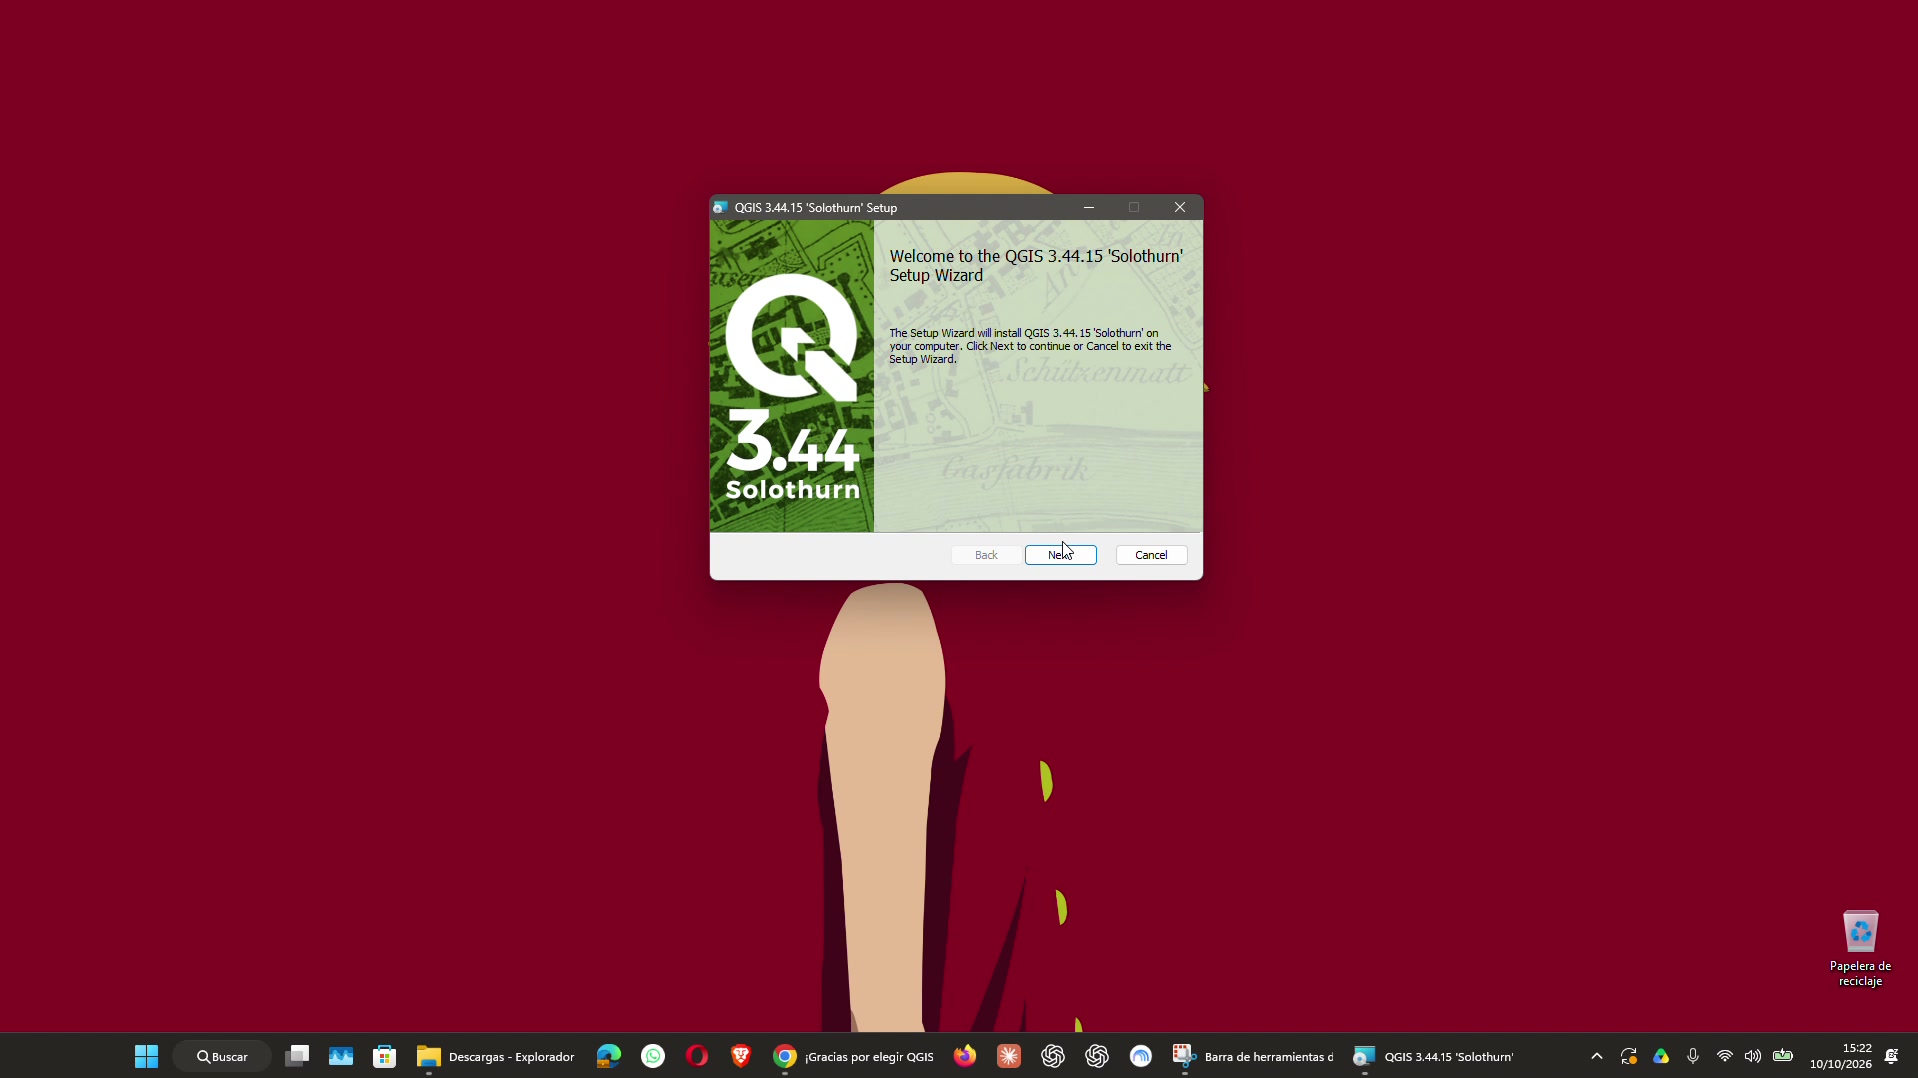 QGIS 3.44.15 'Solothurn' Setup
3.44
Solothurn
Welcome to the QGIS 3.44.15 'Solothurn'
Setup Wizard
The Setup Wizard will install QGIS 3.44.15 'Solothurn' on
your computer. Click Next to continue or Cancel to exit the
Setup Wizard.
Schützenmatt
Gasfabrik
Back
Cancel
Papelera de
reciclaje
Buscar
Descargas - Explorador
¡Gracias por elegir QGIS
Barra de herramientas d
QGIS 3.44.15 'Solothurn'
15:22
10/10/2026